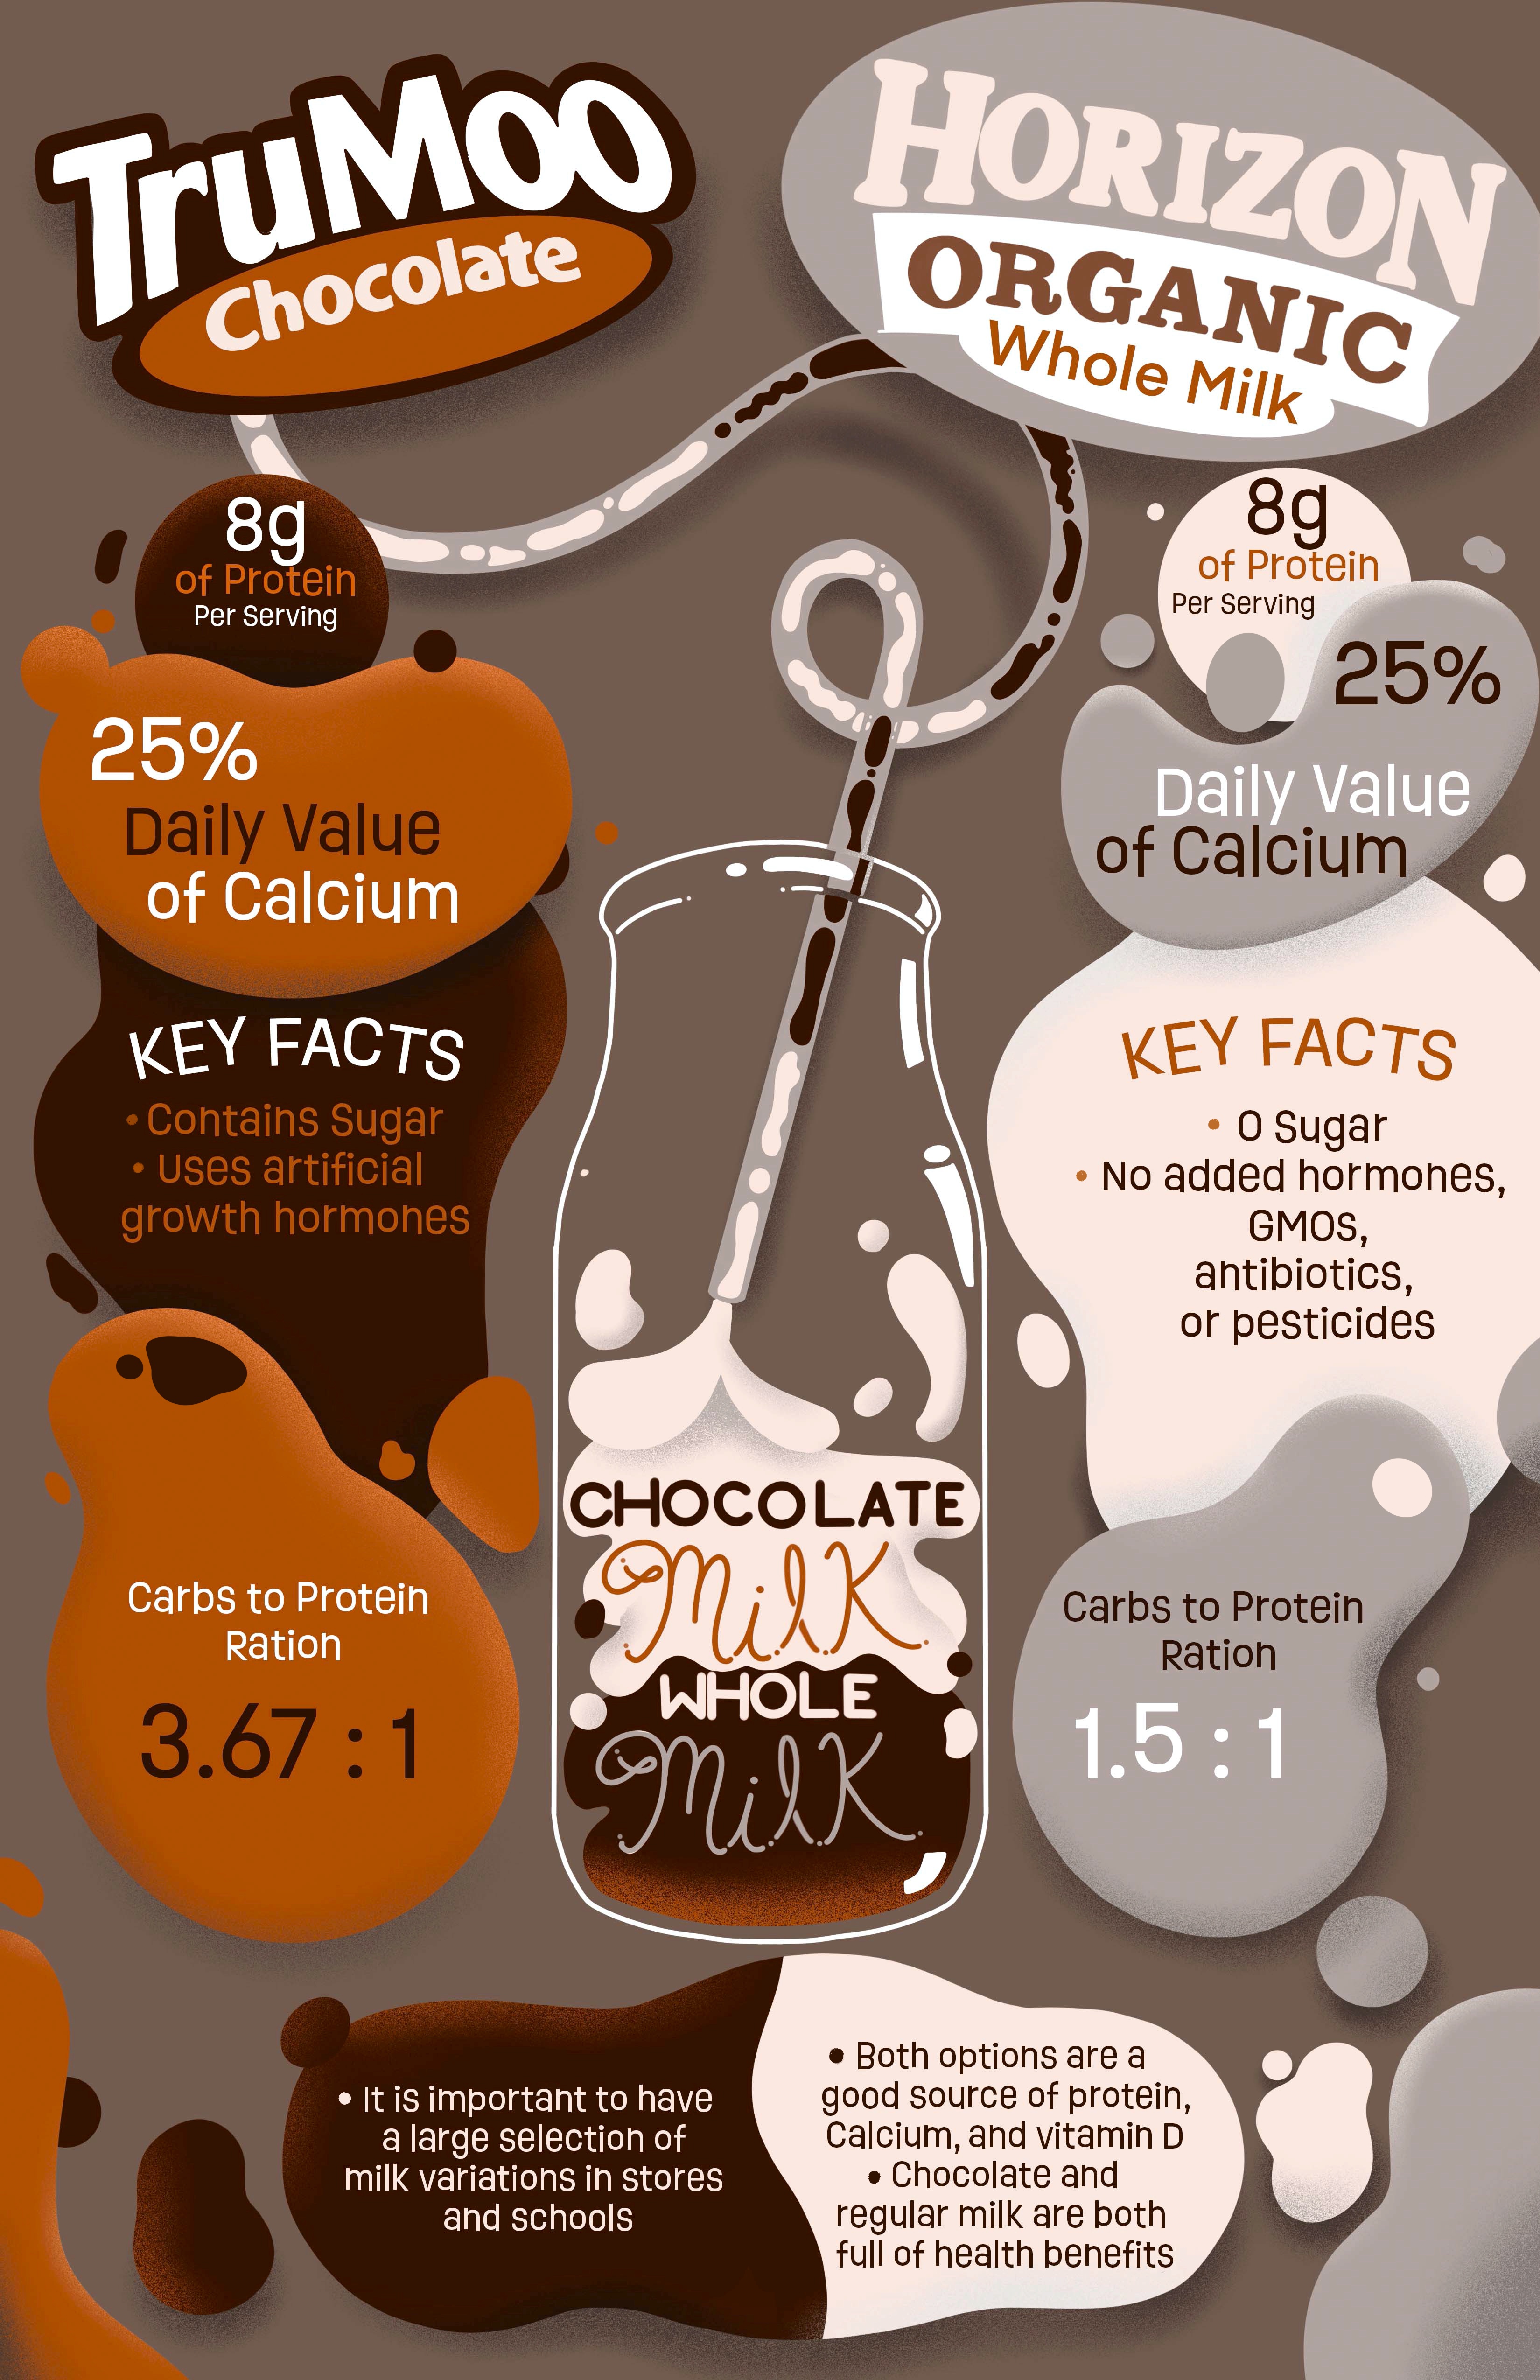 TruMoo
Chocolate
HORIZON
ORGANIC
Whole Milk
8g
of Protein
Per Serving
25%
Daily Value
of Calcium
KEY FACTS
• Contains Sugar
• Uses artificial
growth hormones
Carbs to Protein
Ration
3.67 : 1
8g
of Protein
Per Serving
25%
Daily Value
of Calcium
KEY FACTS
• 0 Sugar
• No added hormones,
GMOs,
antibiotics,
or pesticides
Carbs to Protein
Ration
1.5 : 1
CHOCOLATE
Milk
WHOLE
Milk
• It is important to have
a large selection of
milk variations in stores
and schools
• Both options are a
good source of protein,
Calcium, and vitamin D
• Chocolate and
regular milk are both
full of health benefits